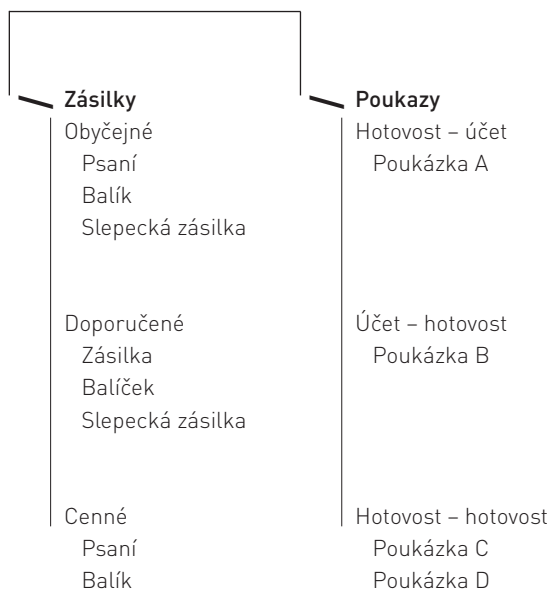 Zásilky
Obyčejné
Psaní
Balík
Slepecká zásilka
Doporučené
Zásilka
Balíček
Slepecká zásilka
Cenné
Psaní
Balík
Poukazy
Hotovost – účet
Poukázka A
Účet – hotovost
Poukázka B
Hotovost – hotovost
Poukázka C
Poukázka D